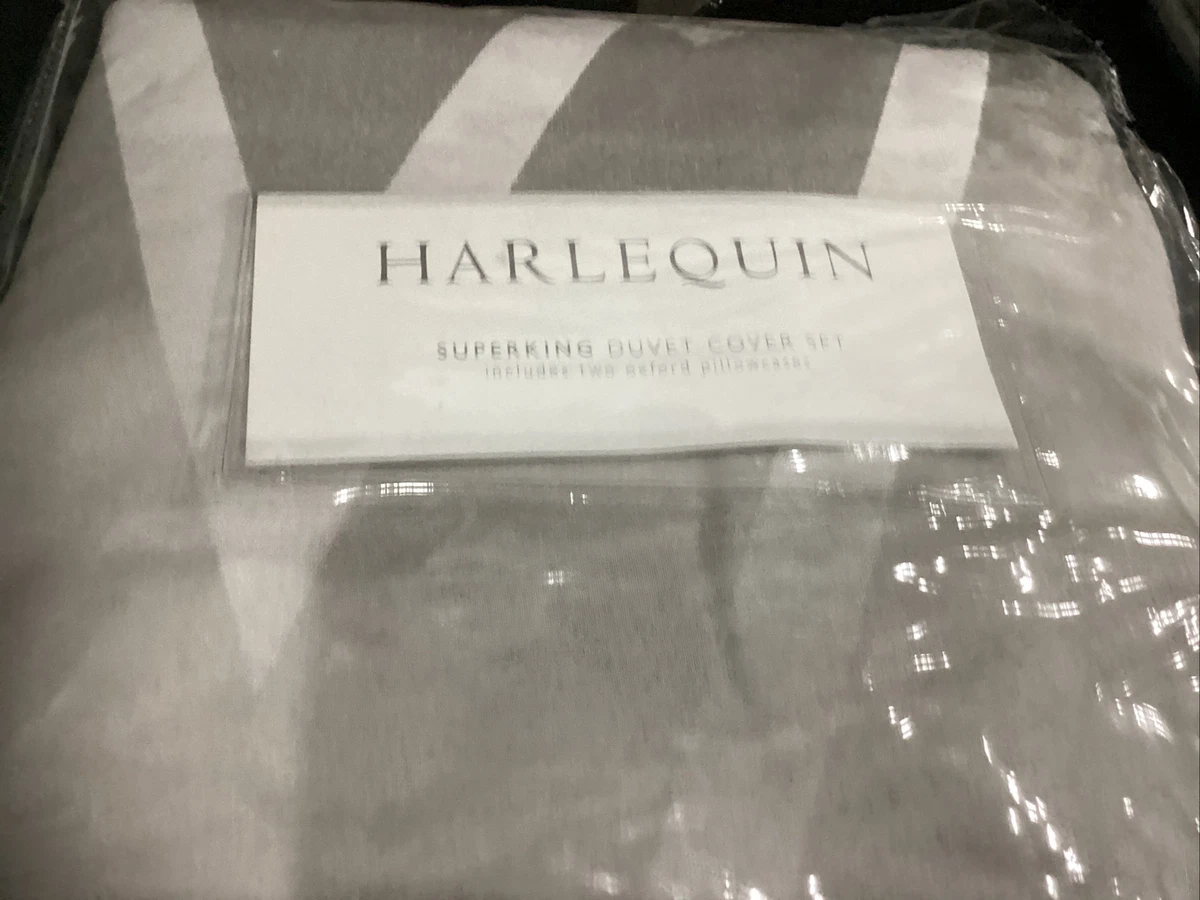 HARLEQUIN
SUPERKING DUVET COVER SET
includes two oxford pillowcases